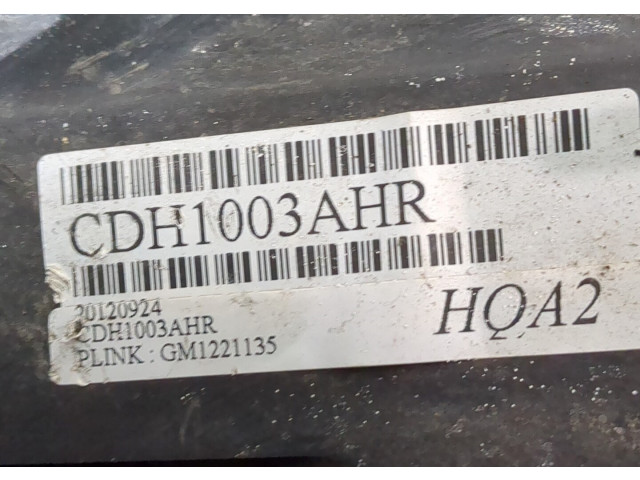 CDH1003AHR
20120924
CDH1003AHR
PLINK : GM1221135
HQA2